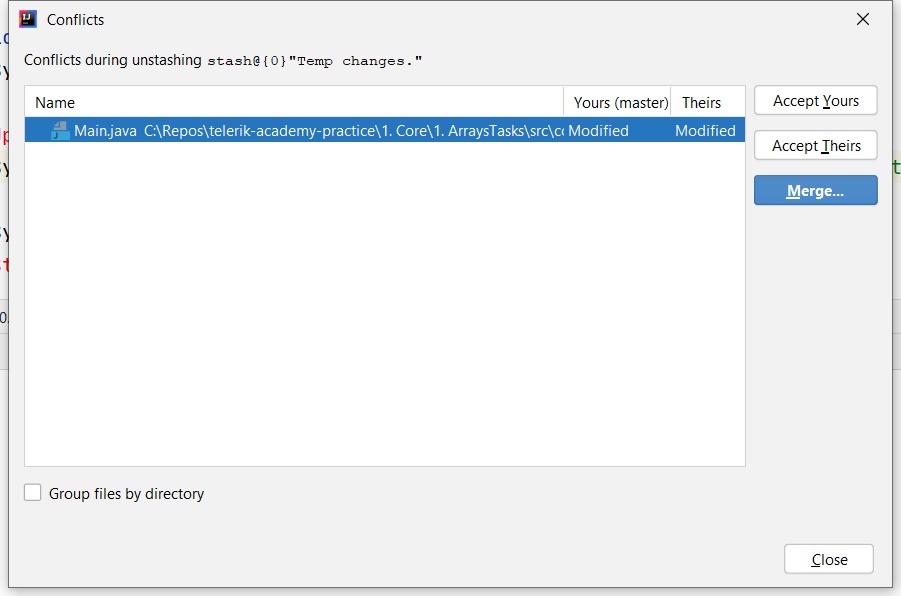 Conflicts
Conflicts during unstashing stash@{0}"Temp changes."
Name Yours (master) Theirs
Main.java C:\Repos\telerik-academy-practice\1. Core\1. ArraysTasks\src\co Modified Modified
Accept Yours
Accept Theirs
Merge...
Group files by directory
Close